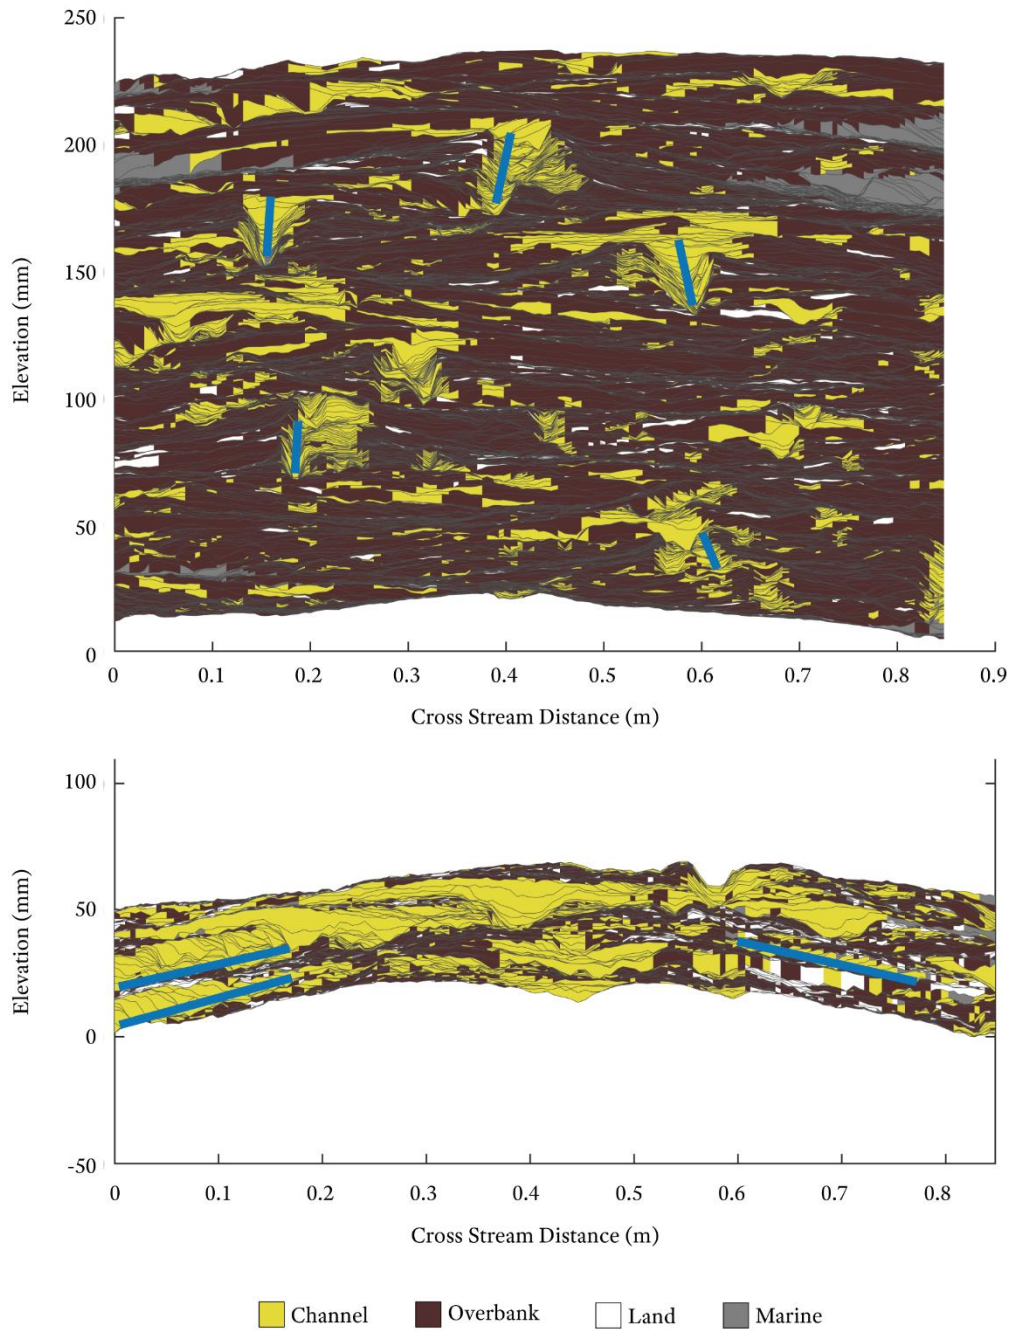 250
200
150
100
50
0
Elevation (mm)
0 0.1 0.2 0.3 0.4 0.5 0.6 0.7 0.8 0.9
Cross Stream Distance (m)
100
50
0
-50
Elevation (mm)
0 0.1 0.2 0.3 0.4 0.5 0.6 0.7 0.8
Cross Stream Distance (m)
Channel Overbank Land Marine